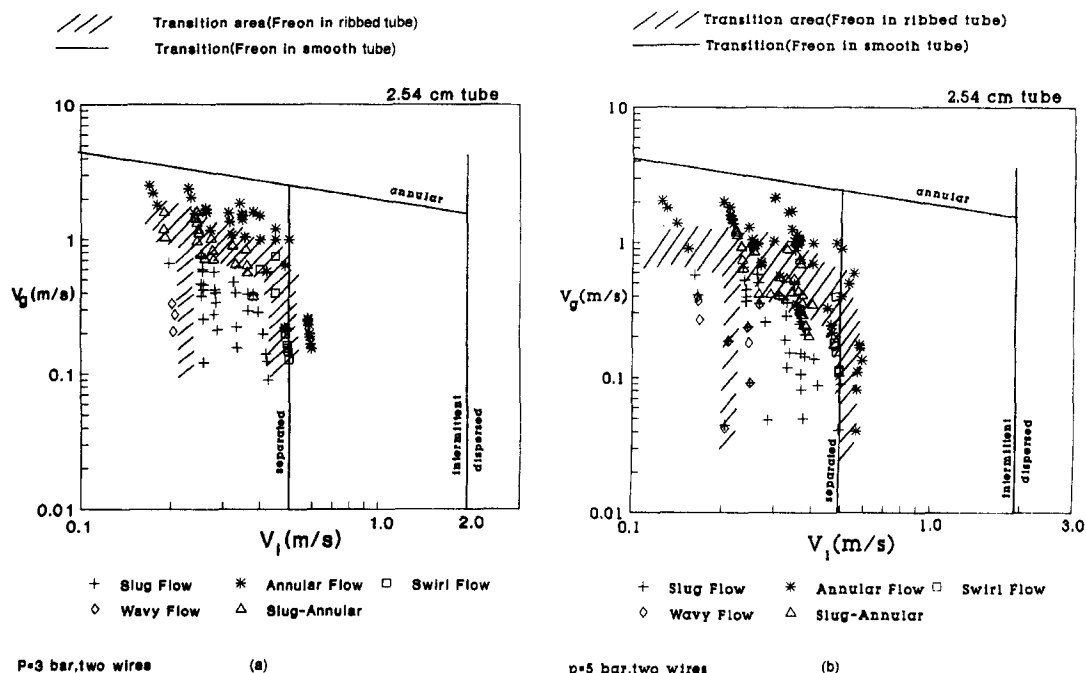 Transition area(Freon in ribbed tube)
Transition(Freon in smooth tube)
2.54 cm tube
10
1
0.1
0.01
Vg(m/s)
annular
separated
intermittent
dispersed
0.1
1.0
2.0
Vl(m/s)
+ Slug Flow
✱ Annular Flow
□ Swirl Flow
◇ Wavy Flow
△ Slug-Annular
P=3 bar,two wires
(a)
Transition area(Freon in ribbed tube)
Transition(Freon in smooth tube)
2.54 cm tube
10
1
0.1
0.01
Vg(m/s)
annular
separated
intermittent
dispersed
0.1
1.0
3.0
Vl(m/s)
+ Slug Flow
✱ Annular Flow
□ Swirl Flow
◇ Wavy Flow
△ Slug-Annular
p=5 bar,two wires
(b)